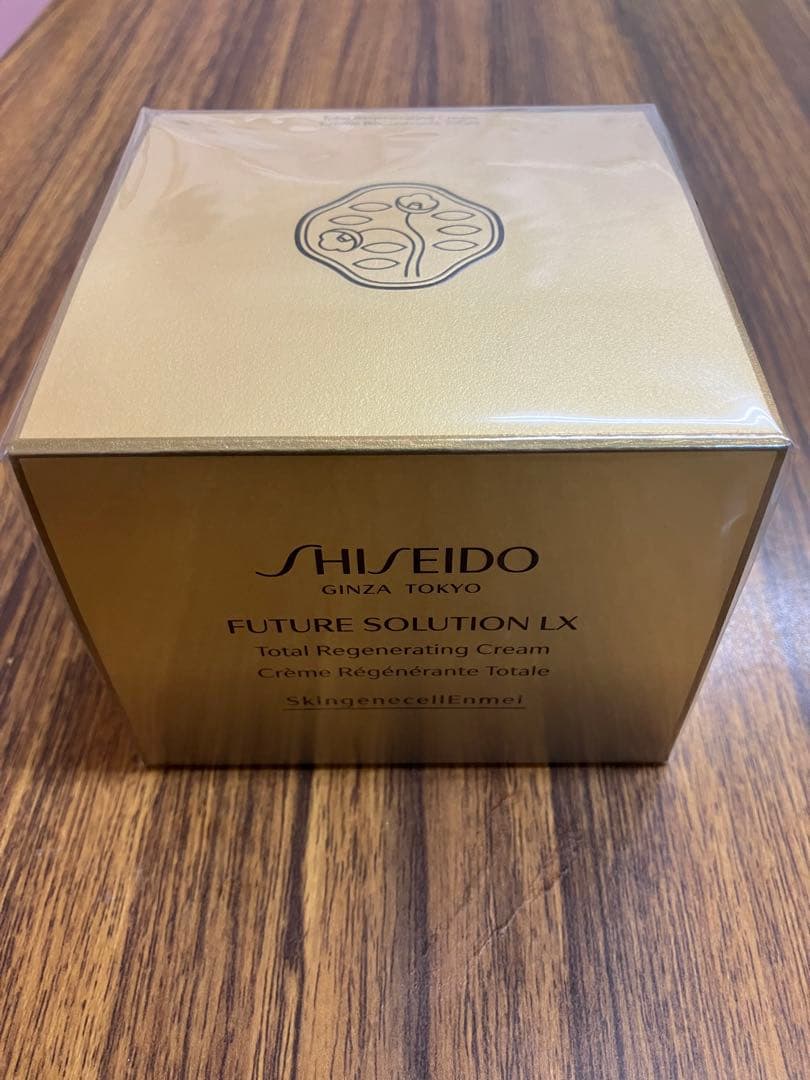 SHISEIDO
GINZA TOKYO
FUTURE SOLUTION LX
Total Regenerating Cream
Crème Régénérante Totale
SkingenecellEnmei